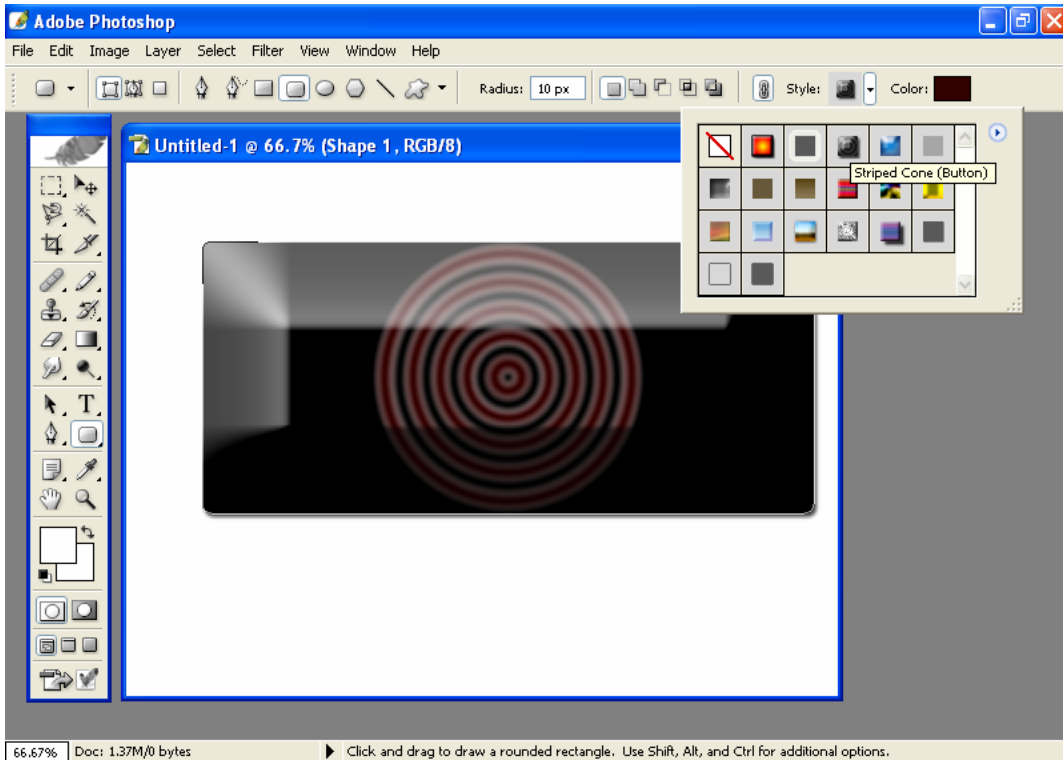 Adobe Photoshop
File Edit Image Layer Select Filter View Window Help
Radius: 10 px Style: Color:
Untitled-1 @ 66.7% (Shape 1, RGB/8)
Striped Cone (Button)
T
66.67% Doc: 1.37M/0 bytes Click and drag to draw a rounded rectangle. Use Shift, Alt, and Ctrl for additional options.